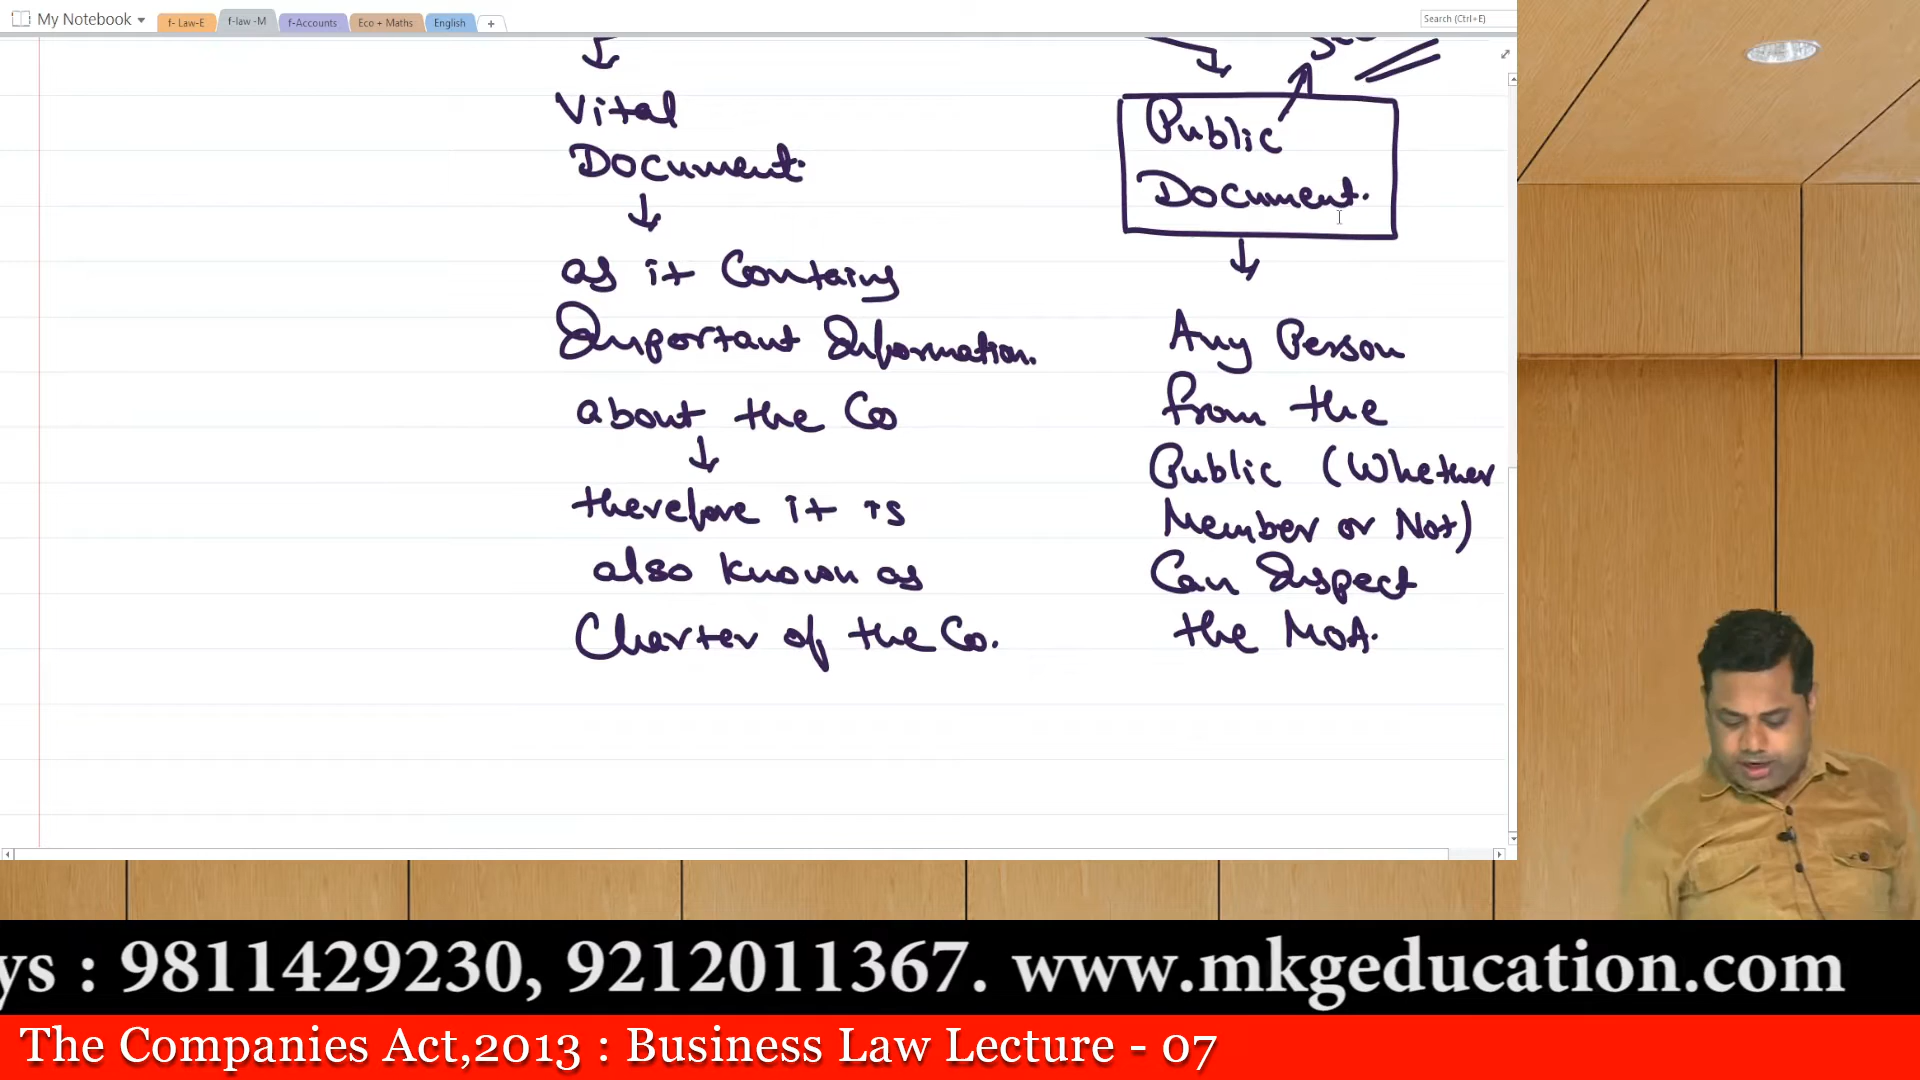 My Notebook
f- Law-E
f-law -M
f-Accounts
Eco + Maths
English
+
Search (Ctrl+E)
Vital
Document.
as it Contains
Important Information.
about the Co
therefore it is
also known as
Charter of the Co.
Public
Document.
Any Person
from the
Public (Whether
Member or Not)
Can Inspect
the MOA.
ys : 9811429230, 9212011367. www.mkgeducation.com
The Companies Act,2013 : Business Law Lecture - 07